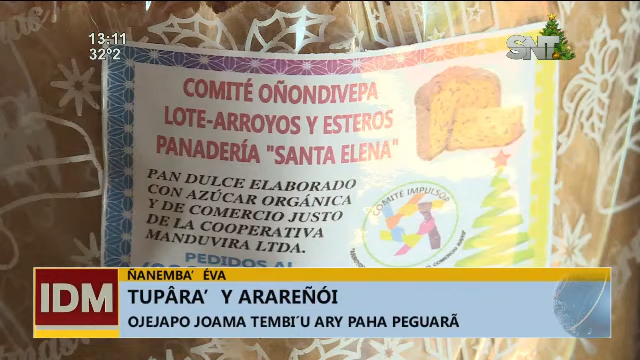 13:11
32°2
SNT
COMITÉ OÑONDIVEPA
LOTE-ARROYOS Y ESTEROS
PANADERÍA "SANTA ELENA"
PAN DULCE ELABORADO
CON AZÚCAR ORGÁNICA
Y DE COMERCIO JUSTO
DE LA COOPERATIVA
MANDUVIRA LTDA.
PEDIDOS AL
COMITÉ IMPULSOR
IDM
ÑANEMBA´ ÉVA
TUPÂRA´ Y ARAREÑÓI
OJEJAPO JOAMA TEMBI´U ARY PAHA PEGUARÃ